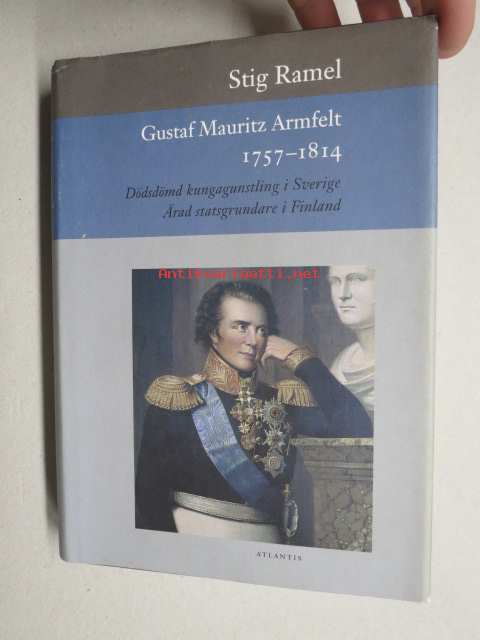 Stig Ramel
Gustaf Mauritz Armfelt
1757–1814
Dödsdömd kungagunstling i Sverige
Ärad statsgrundare i Finland
Antikvariaatti.net
ATLANTIS